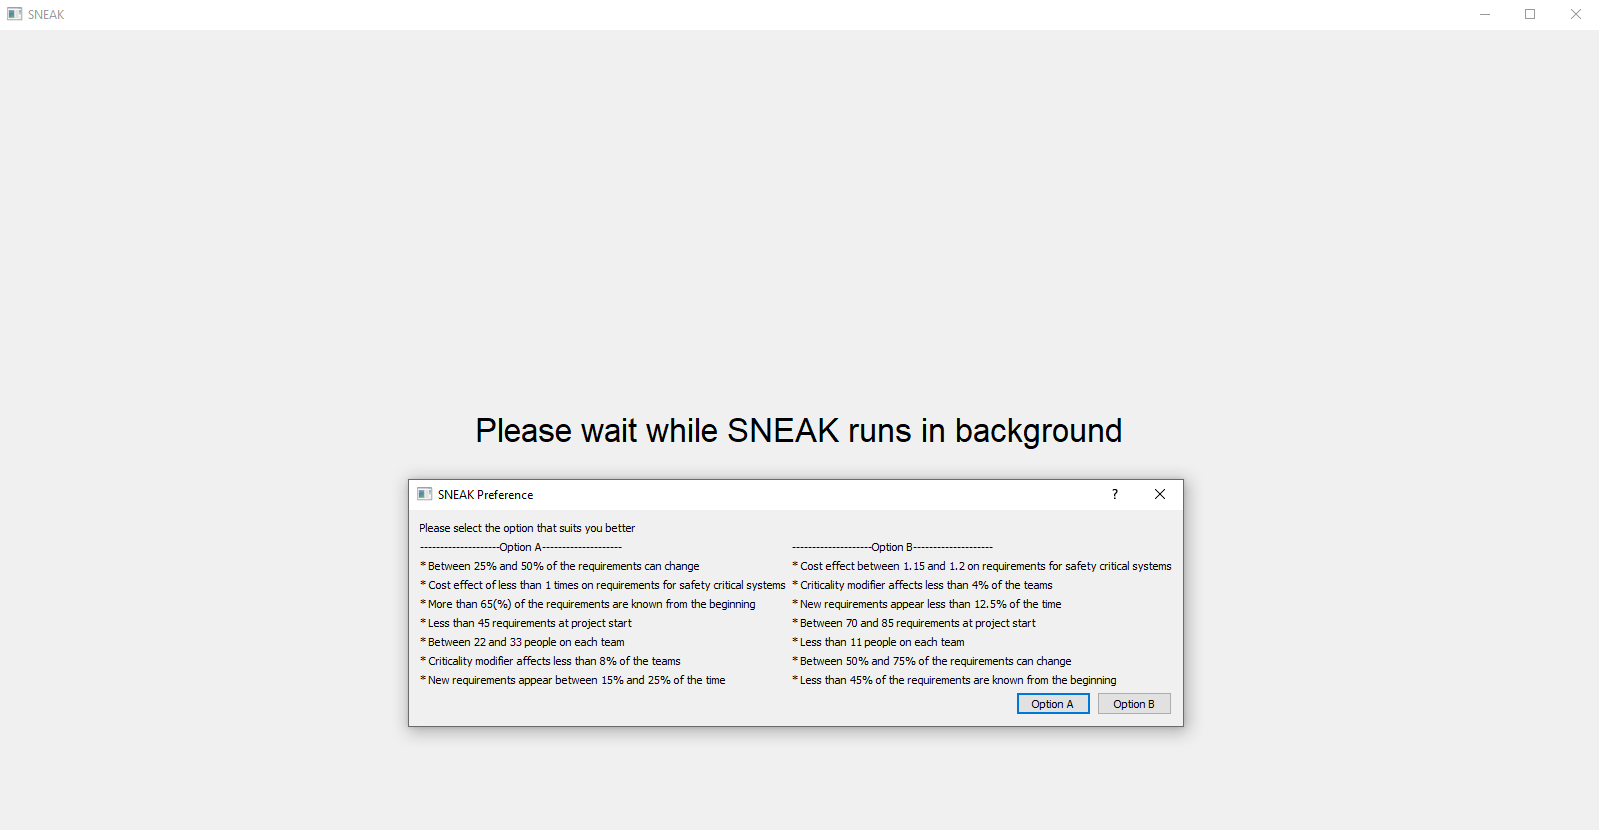 SNEAK
Please wait while SNEAK runs in background
SNEAK Preference
?
Please select the option that suits you better
--------------------Option A--------------------
* Between 25% and 50% of the requirements can change
* Cost effect of less than 1 times on requirements for safety critical systems
* More than 65(%) of the requirements are known from the beginning
* Less than 45 requirements at project start
* Between 22 and 33 people on each team
* Criticality modifier affects less than 8% of the teams
* New requirements appear between 15% and 25% of the time
--------------------Option B--------------------
* Cost effect between 1.15 and 1.2 on requirements for safety critical systems
* Criticality modifier affects less than 4% of the teams
* New requirements appear less than 12.5% of the time
* Between 70 and 85 requirements at project start
* Less than 11 people on each team
* Between 50% and 75% of the requirements can change
* Less than 45% of the requirements are known from the beginning
Option A
Option B